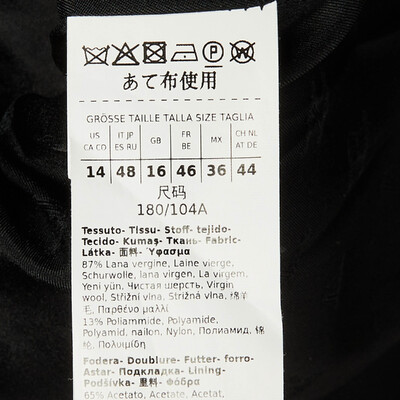 あて布使用
GRÖSSE TAILLE TALLA SIZE TAGLIA
US CA CO IT JP ES RU GB FR BE MX CH NL AT DE
14 48 16 46 36 44
尺码
180/104A
Tessuto- Tissu- Stoff- tejido-
Tecido- Kumaş- Ткань- Fabric-
Látka- 面料- Ύφασμα
87% Lana vergine, Laine vierge,
Schurwolle, lana virgen, La virgem,
Yeni yün, Чистая шерсть, Virgin
wool, Střižní vlna, Strižná vlna, 绵羊
毛, Παρθένο μαλλί
13% Poliammide, Polyamide,
Polyamid, nailon, Nylon, Полиамид, 锦
纶, Πολυμίδη
Fodera- Doublure- Futter- forro-
Astar- Подкладка- Lining-
Podšívka- 里料- Φόδρα
65% Acetato, Acetate, Acetat,